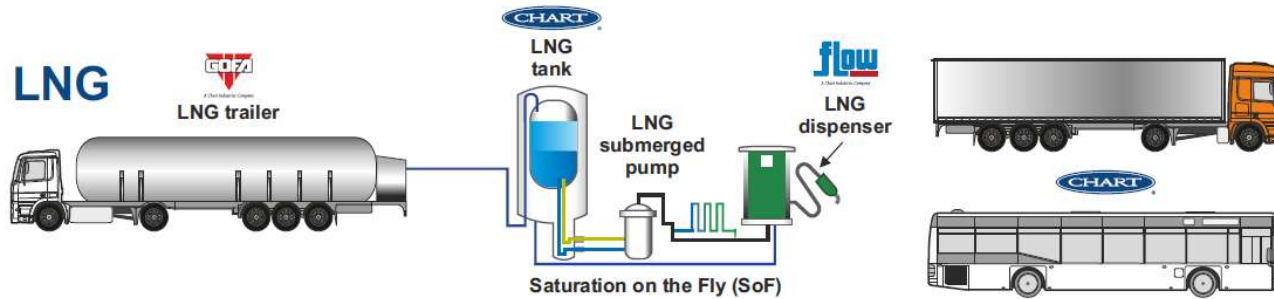 LNG
GOFA
A Chart Industries Company
LNG trailer
CHART
LNG
tank
LNG
submerged
pump
flow
A Chart Industries Company
LNG
dispenser
CHART
Saturation on the Fly (SoF)